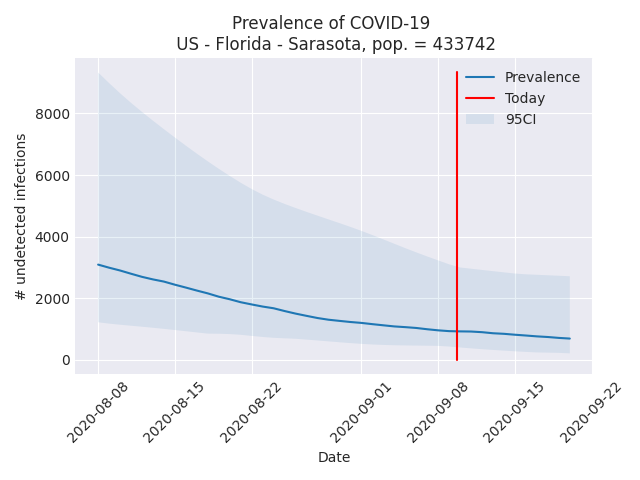 Prevalence of COVID-19
US - Florida - Sarasota, pop. = 433742
Prevalence
Today
95CI
# undetected infections
8000
6000
4000
2000
0
2020-08-08
2020-08-15
2020-08-22
2020-09-01
2020-09-08
2020-09-15
2020-09-22
Date